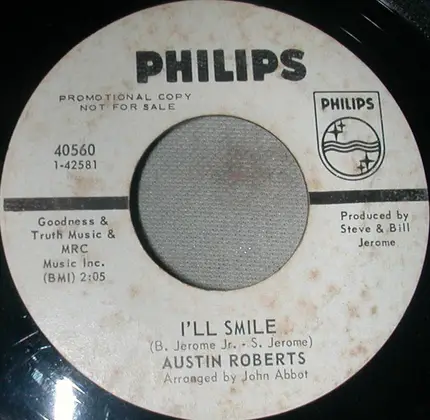 PHILIPS
PROMOTIONAL COPY
NOT FOR SALE
PHILIPS
40560
1-42581
Goodness &
Truth Music &
MRC
Music Inc.
(BMI) 2:05
Produced by
Steve & Bill
Jerome
I'LL SMILE
(B. Jerome Jr. - S. Jerome)
AUSTIN ROBERTS
Arranged by John Abbot